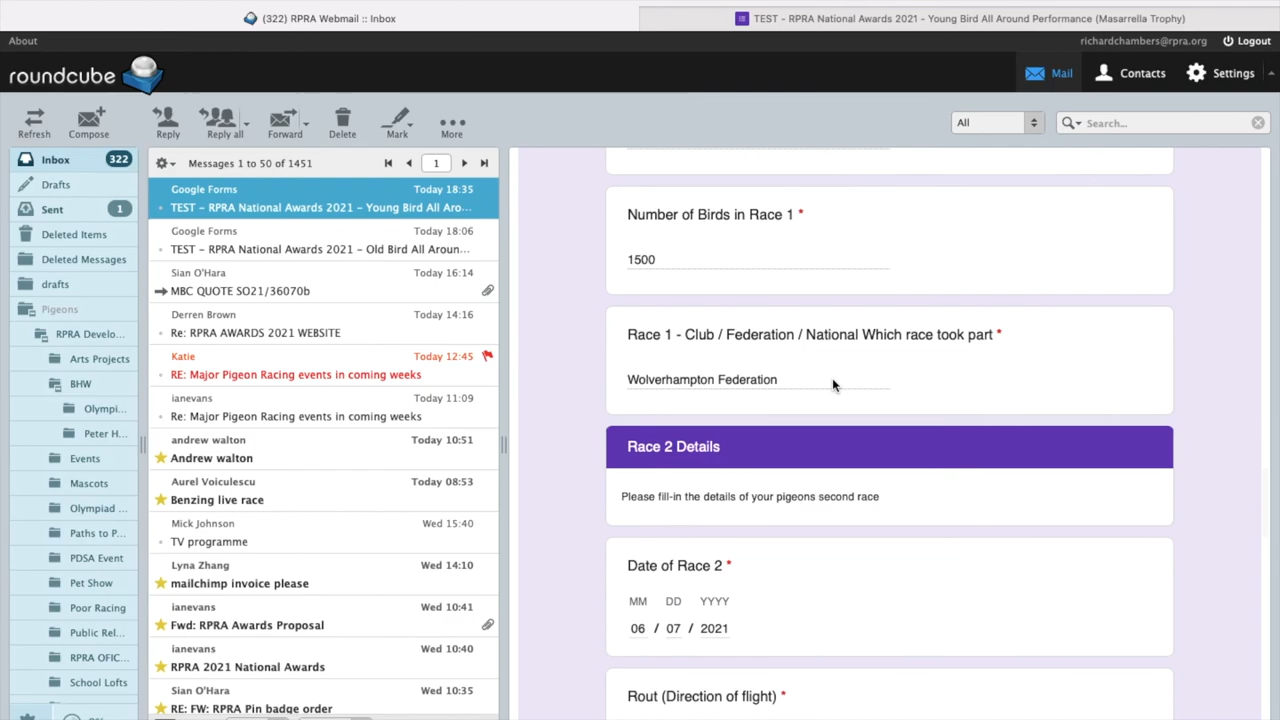 (322) RPRA Webmail :: Inbox
TEST - RPRA National Awards 2021 - Young Bird All Around Performance (Masarrella Trophy)
About
richardchambers@rpra.org
Logout
roundcube
Mail
Contacts
Settings
Refresh
Compose
Reply
Reply all
Forward
Delete
Mark
More
All
Search...
Inbox 322
Drafts
Sent 1
Deleted Items
Deleted Messages
drafts
Pigeons
RPRA Develo...
Arts Projects
BHW
Olympi...
Peter H...
Events
Mascots
Olympiad ...
Paths to P...
PDSA Event
Pet Show
Poor Racing
Public Rel...
RPRA OFIC...
School Lofts
Messages 1 to 50 of 1451
1
Google Forms Today 18:35
TEST – RPRA National Awards 2021 – Young Bird All Aro...
Google Forms Today 18:06
TEST – RPRA National Awards 2021 – Old Bird All Aroun...
Sian O'Hara Today 16:14
MBC QUOTE SO21/36070b
Derren Brown Today 14:16
Re: RPRA AWARDS 2021 WEBSITE
Katie Today 12:45
RE: Major Pigeon Racing events in coming weeks
ianevans Today 11:09
Re: Major Pigeon Racing events in coming weeks
andrew walton Today 10:51
Andrew walton
Aurel Voiculescu Today 08:53
Benzing live race
Mick Johnson Wed 15:40
TV programme
Lyna Zhang Wed 14:10
mailchimp invoice please
ianevans Wed 10:41
Fwd: RPRA Awards Proposal
ianevans Wed 10:40
RPRA 2021 National Awards
Sian O'Hara Wed 10:35
RE: FW: RPRA Pin badge order
Number of Birds in Race 1 *
1500
Race 1 - Club / Federation / National Which race took part *
Wolverhampton Federation
Race 2 Details
Please fill-in the details of your pigeons second race
Date of Race 2 *
MM DD YYYY
06 / 07 / 2021
Rout (Direction of flight) *